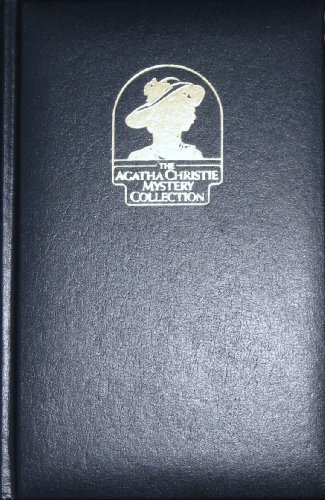 THE
AGATHA CHRISTIE
MYSTERY
COLLECTION